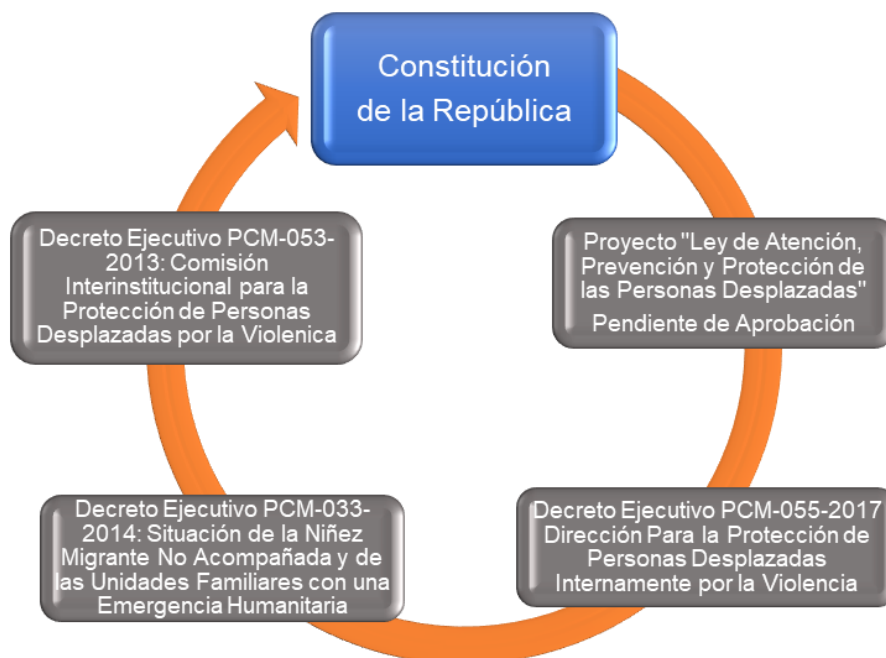 Constitución
de la República
Proyecto "Ley de Atención,
Prevención y Protección de
las Personas Desplazadas"
Pendiente de Aprobación
Decreto Ejecutivo PCM-055-2017
Dirección Para la Protección de
Personas Desplazadas
Internamente por la Violencia
Decreto Ejecutivo PCM-033-
2014: Situación de la Niñez
Migrante No Acompañada y de
las Unidades Familiares con una
Emergencia Humanitaria
Decreto Ejecutivo PCM-053-
2013: Comisión
Interinstitucional para la
Protección de Personas
Desplazadas por la Violenica